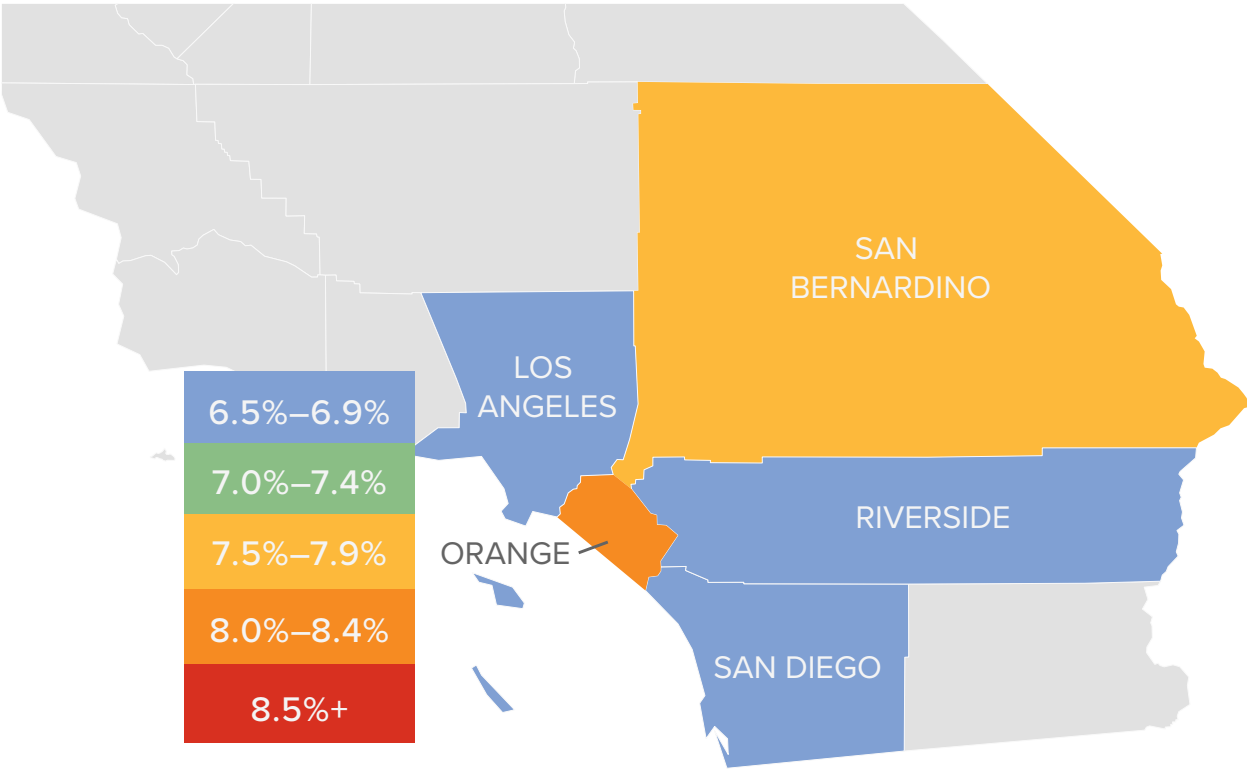 SAN
BERNARDINO
LOS
ANGELES
6.5%–6.9%
7.0%–7.4%
7.5%–7.9%
8.0%–8.4%
8.5%+
RIVERSIDE
ORANGE
SAN DIEGO